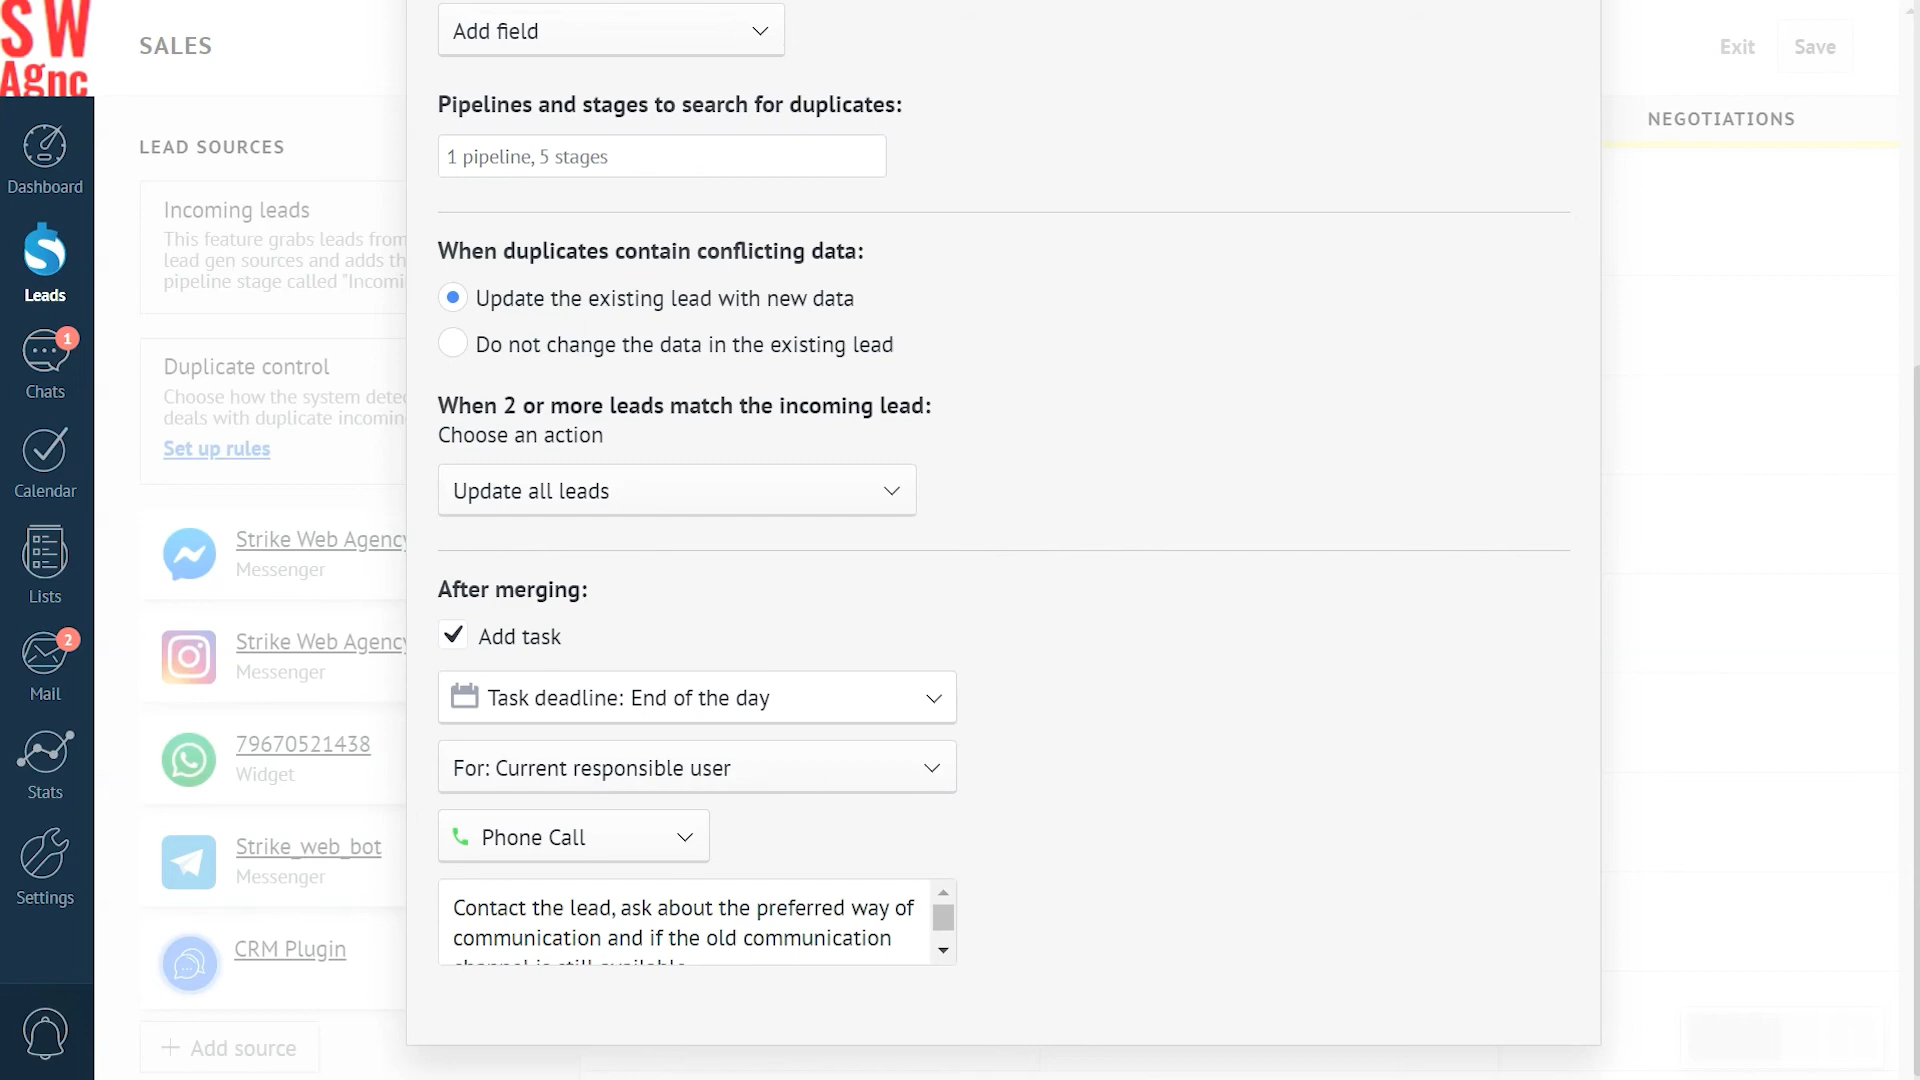 SW
Agnc
SALES
Exit
Save
Dashboard
Leads
1
Chats
Calendar
Lists
2
Mail
Stats
Settings
LEAD SOURCES
Incoming leads
This feature grabs leads from
lead gen sources and adds th
pipeline stage called "Incomi
Duplicate control
Choose how the system detec
deals with duplicate incomin
Set up rules
Strike Web Agency
Messenger
Strike Web Agency
Messenger
79670521438
Widget
Strike_web_bot
Messenger
CRM Plugin
+ Add source
Add field
Pipelines and stages to search for duplicates:
1 pipeline, 5 stages
When duplicates contain conflicting data:
Update the existing lead with new data
Do not change the data in the existing lead
When 2 or more leads match the incoming lead:
Choose an action
Update all leads
After merging:
Add task
Task deadline: End of the day
For: Current responsible user
Phone Call
Contact the lead, ask about the preferred way of
communication and if the old communication
channel is still available
NEGOTIATIONS